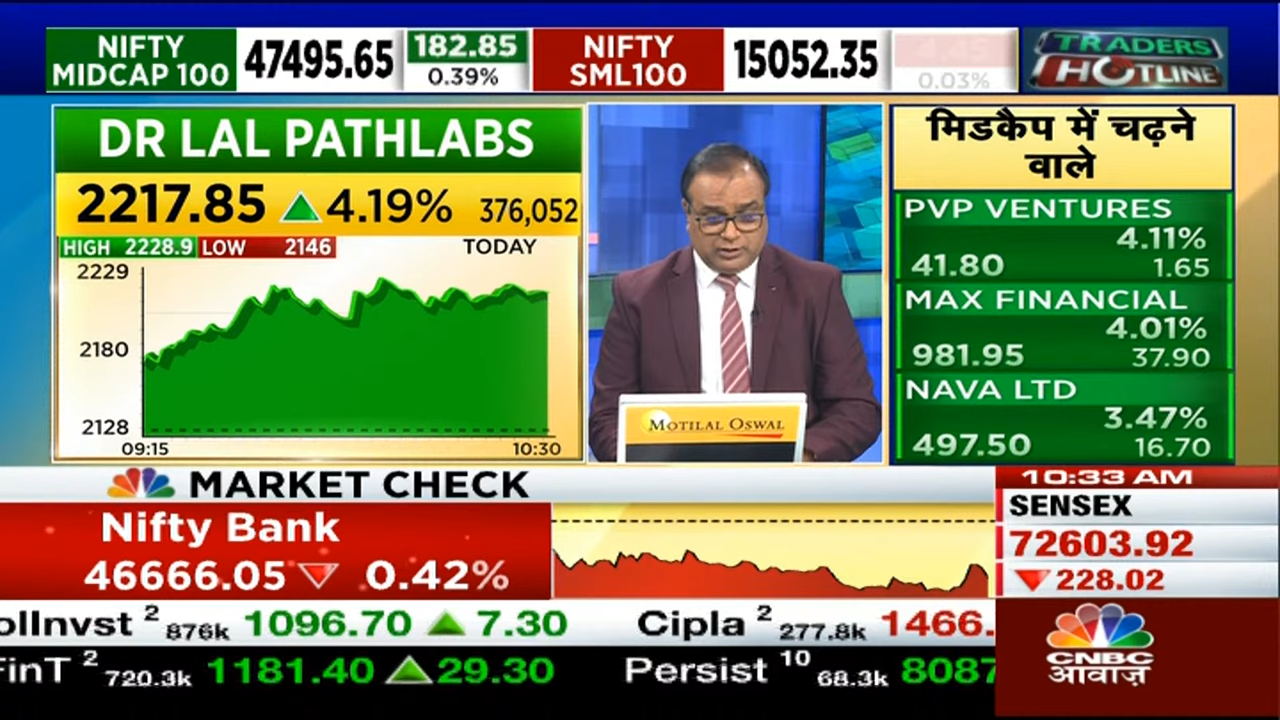 NIFTY
MIDCAP 100
47495.65
182.85
0.39%
NIFTY
SML100
15052.35
4.45
0.03%
TRADERS
HOTLINE
DR LAL PATHLABS
2217.85 ▲ 4.19% 376,052
HIGH 2228.9 LOW 2146 TODAY
2229
2180
2128
09:15 10:30
MOTILAL OSWAL
मिडकैप में चढ़ने
वाले
PVP VENTURES
4.11%
41.80 1.65
MAX FINANCIAL
4.01%
981.95 37.90
NAVA LTD
3.47%
497.50 16.70
MARKET CHECK
Nifty Bank
46666.05 ▼ 0.42%
10:33 AM
SENSEX
72603.92
▼ 228.02
ollnvst 2 876k 1096.70 ▲ 7.30 Cipla 2 277.8k 1466.
FinT 2 720.3k 1181.40 ▲ 29.30 Persist 10 68.3k 8087
CNBC
आवाज़